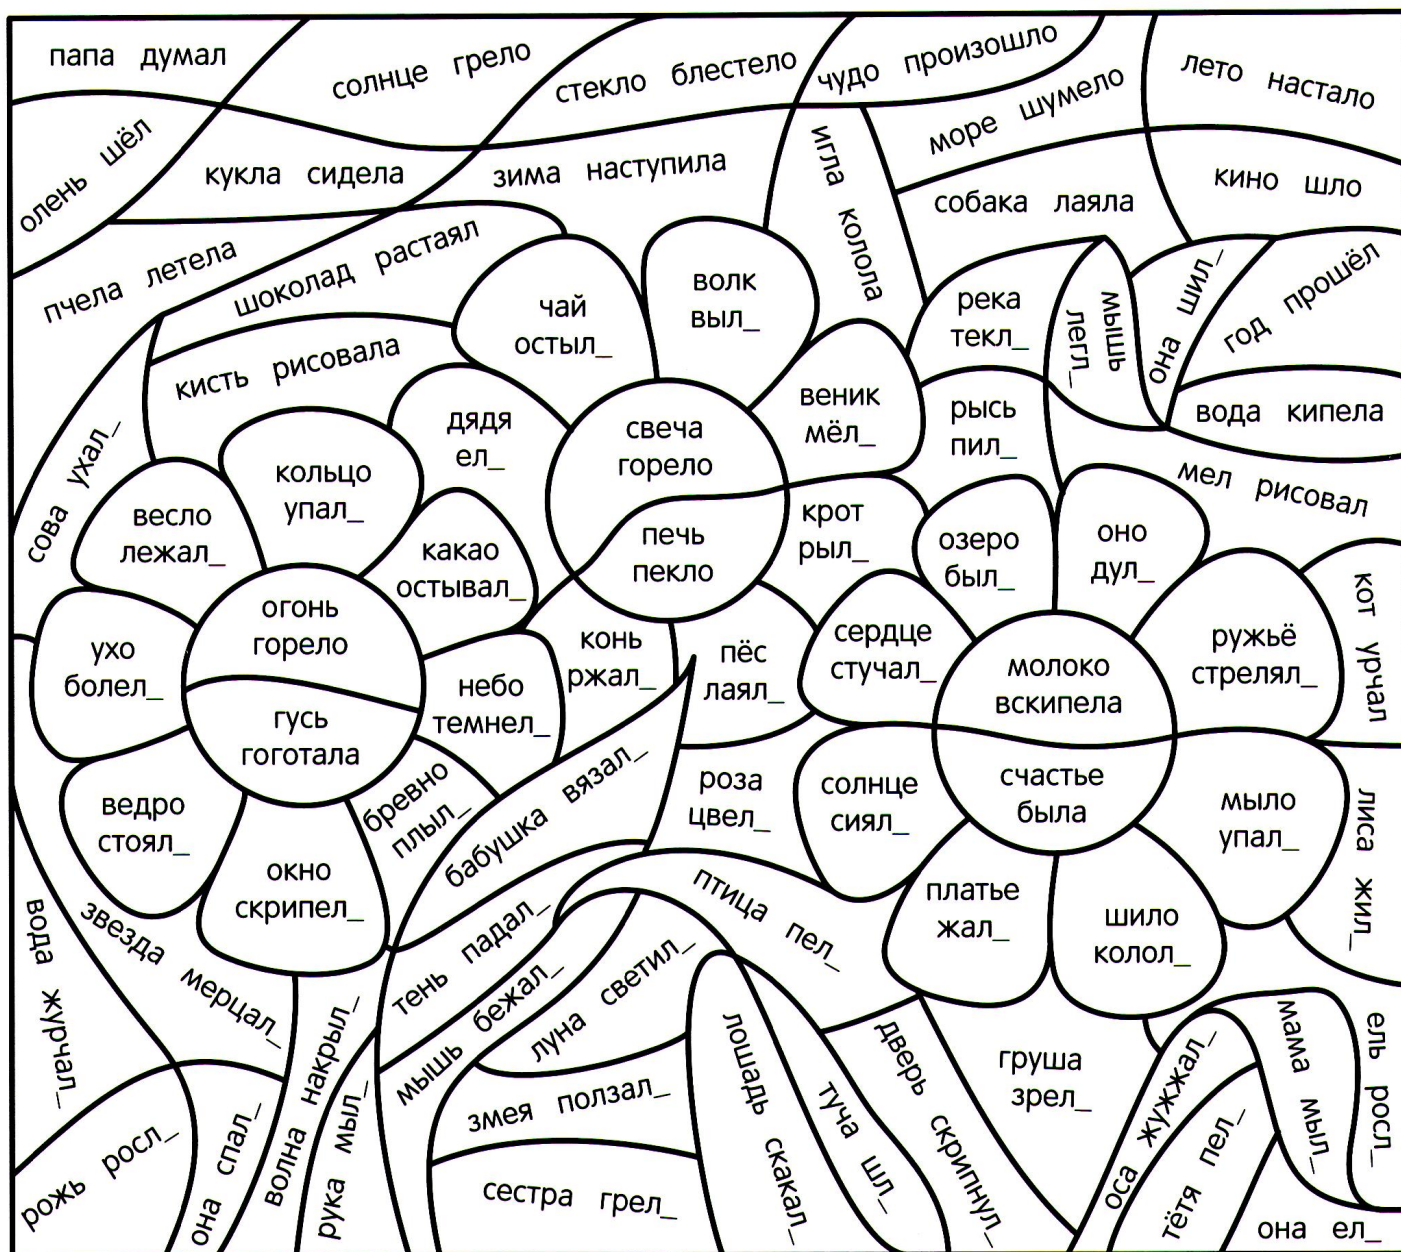 папа думал
солнце грело
стекло блестело
чудо произошло
лето настало
олень шёл
кукла сидела
зима наступила
игла колола
море шумело
собака лаяла
кино шло
пчела летела
шоколад растаял
чай
остыл_
волк
выл_
река
текл_
мышь
легл_
она шил_
год прошёл
кисть рисовала
дядя
ел_
свеча
горело
веник
мёл_
рысь
пил_
вода кипела
сова ухал_
весло
лежал_
кольцо
упал_
какао
остывал_
печь
пекло
крот
рыл_
озеро
был_
оно
дул_
мел рисовал
ухо
болел_
огонь
горело
гусь
гоготала
небо
темнел_
конь
ржал_
пёс
лаял_
сердце
стучал_
молоко
вскипела
счастье
была
ружьё
стрелял_
кот урчал
ведро
стоял_
окно
скрипел_
бревно
плыл_
бабушка вязал_
роза
цвел_
солнце
сиял_
платье
жал_
шило
колол_
мыло
упал_
лиса жил_
вода журчал_
звезда мерцал_
тень падал_
мышь бежал_
луна светил_
птица пел_
змея ползал_
сестра грел_
лошадь скакал_
туча шл_
дверь скрипнул_
груша
зрел_
оса жужжал_
мама мыл_
ель росл_
рожь росл_
она спал_
волна накрыл_
рука мыл_
тётя пел_
она ел_